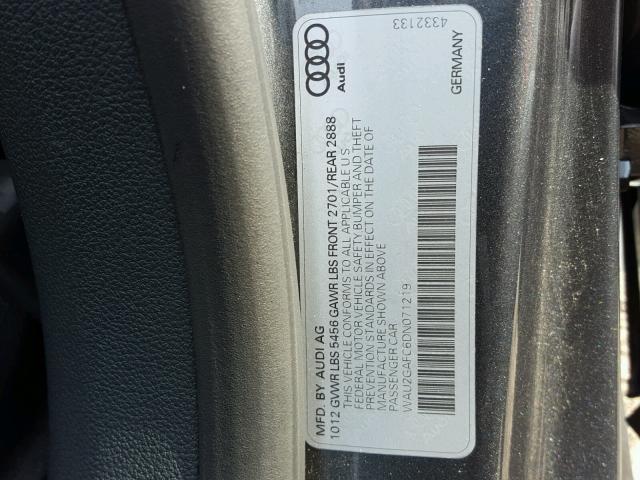 MFD. BY AUDI AG
1012 GVWR LBS 5456 GAWR LBS FRONT 2701/REAR 2888
THIS VEHICLE CONFORMS TO ALL APPLICABLE U S
FEDERAL MOTOR VEHICLE SAFETY BUMPER AND THEFT
PREVENTION STANDARDS IN EFFECT ON THE DATE OF
MANUFACTURE SHOWN ABOVE
PASSENGER CAR
WAU2GAFC6DN071219
Audi
4332133
GERMANY